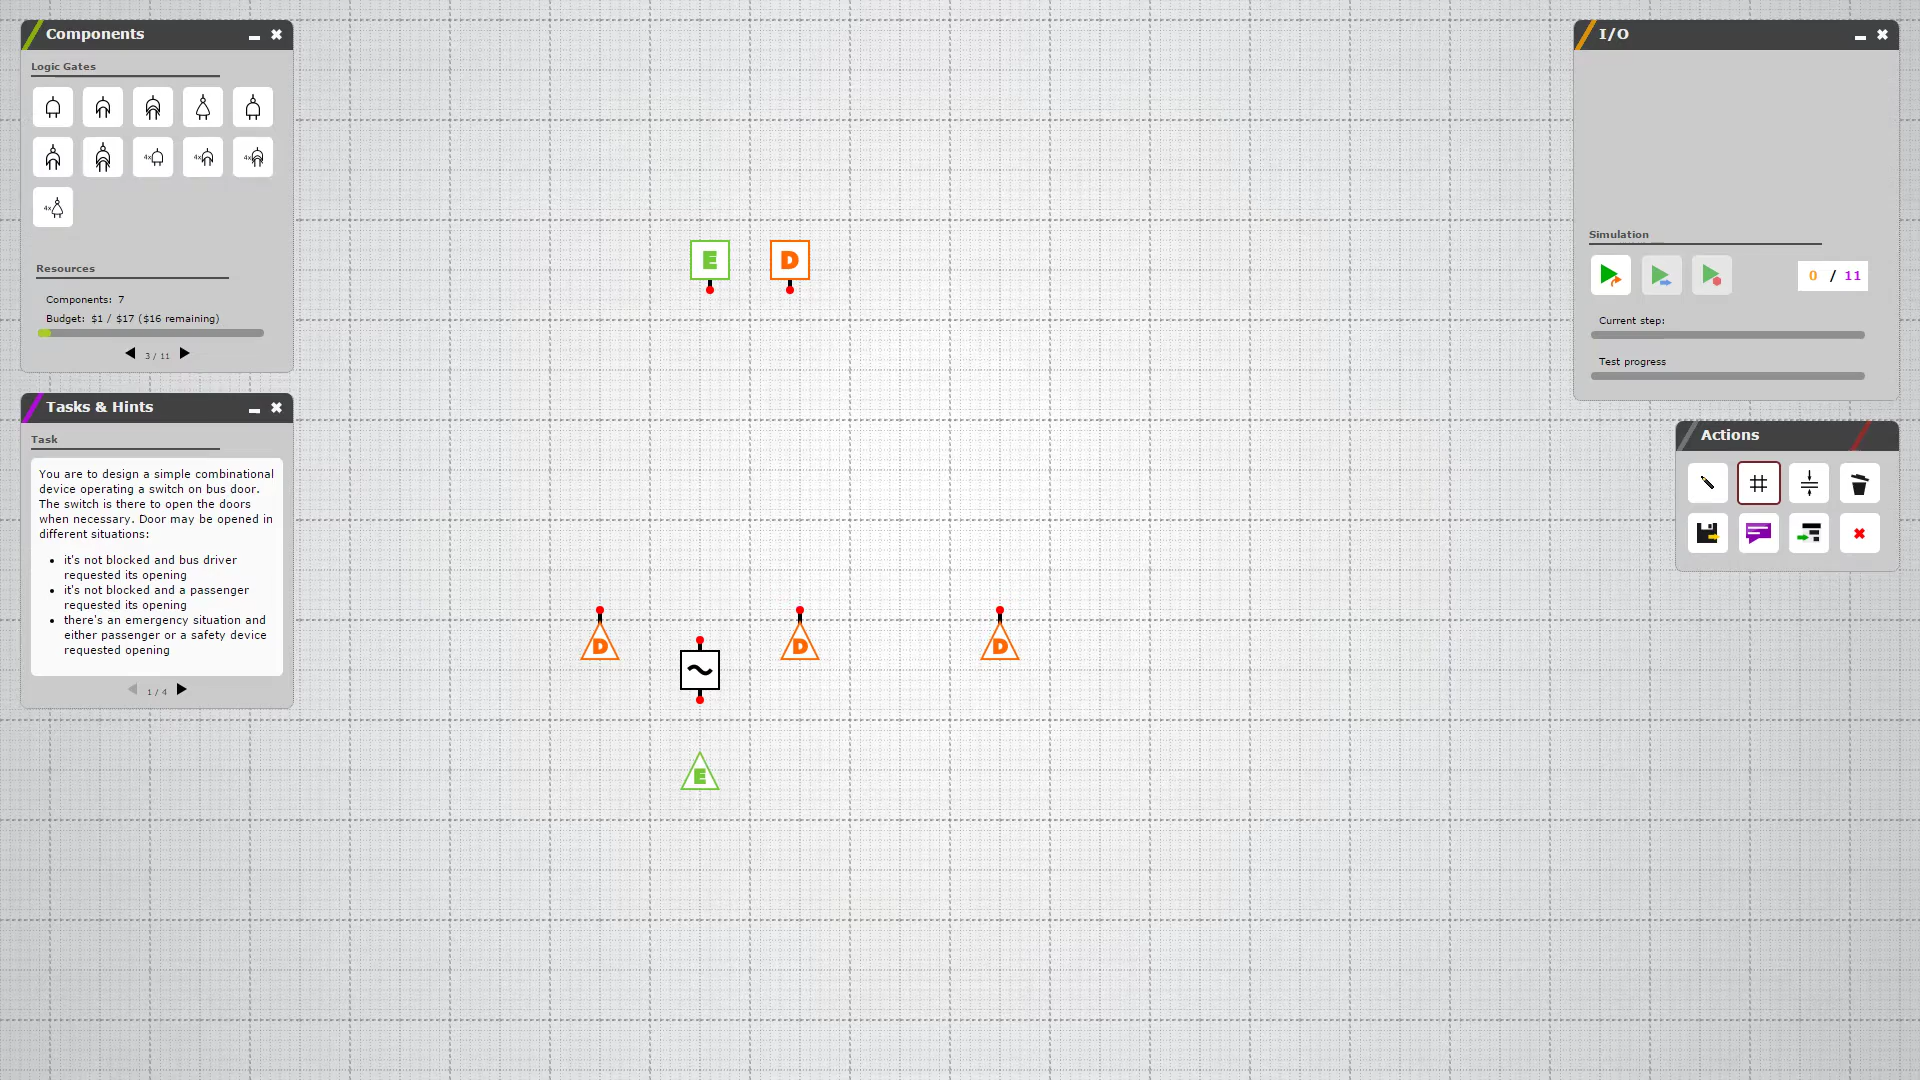 Components
Logic Gates
4x
4x
4x
4x
Resources
Components: 7
Budget: $1 / $17 ($16 remaining)
3 / 11
Tasks & Hints
Task
You are to design a simple combinational
device operating a switch on bus door.
The switch is there to open the doors
when necessary. Door may be opened in
different situations:
it's not blocked and bus driver
requested its opening
it's not blocked and a passenger
requested its opening
there's an emergency situation and
either passenger or a safety device
requested opening
1 / 4
E
D
D
D
D
E
I/O
Simulation
0 / 11
Current step:
Test progress
Actions